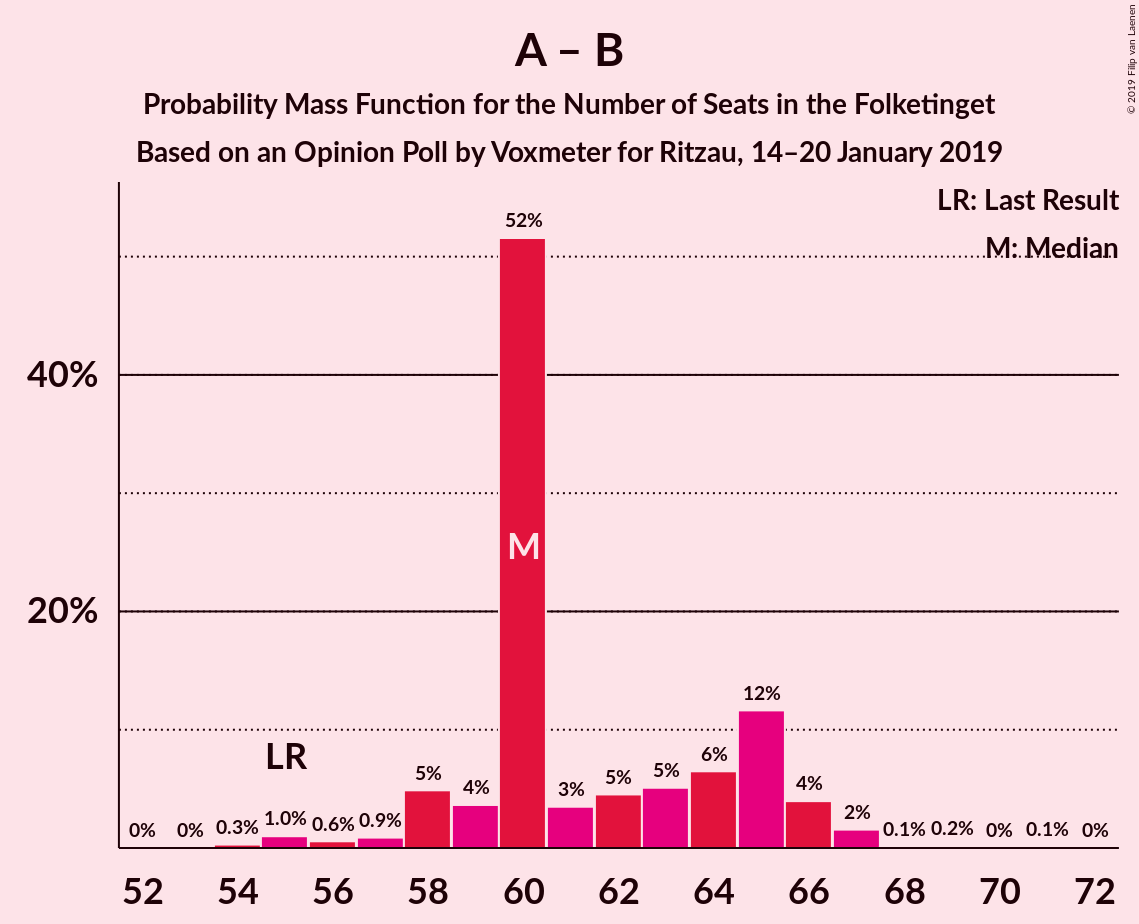 A – B
Probability Mass Function for the Number of Seats in the Folketinget
Based on an Opinion Poll by Voxmeter for Ritzau, 14–20 January 2019
© 2019 Filip van Laenen
LR: Last Result
M: Median
40%
20%
0%
0%
0.3%
1.0%
0.6%
0.9%
5%
4%
52%
3%
5%
5%
6%
12%
4%
2%
0.1%
0.2%
0%
0.1%
0%
LR
M
52 54 56 58 60 62 64 66 68 70 72